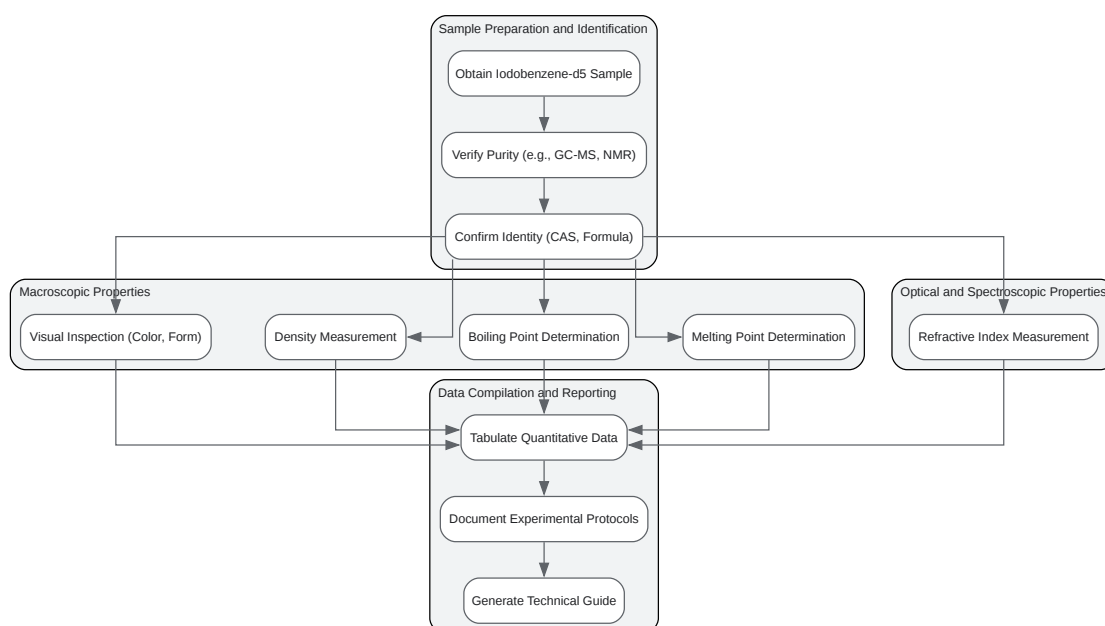 Sample Preparation and Identification
Obtain Iodobenzene-d5 Sample
Verify Purity (e.g., GC-MS, NMR)
Confirm Identity (CAS, Formula)
Macroscopic Properties
Optical and Spectroscopic Properties
Visual Inspection (Color, Form)
Density Measurement
Boiling Point Determination
Melting Point Determination
Refractive Index Measurement
Data Compilation and Reporting
Tabulate Quantitative Data
Document Experimental Protocols
Generate Technical Guide